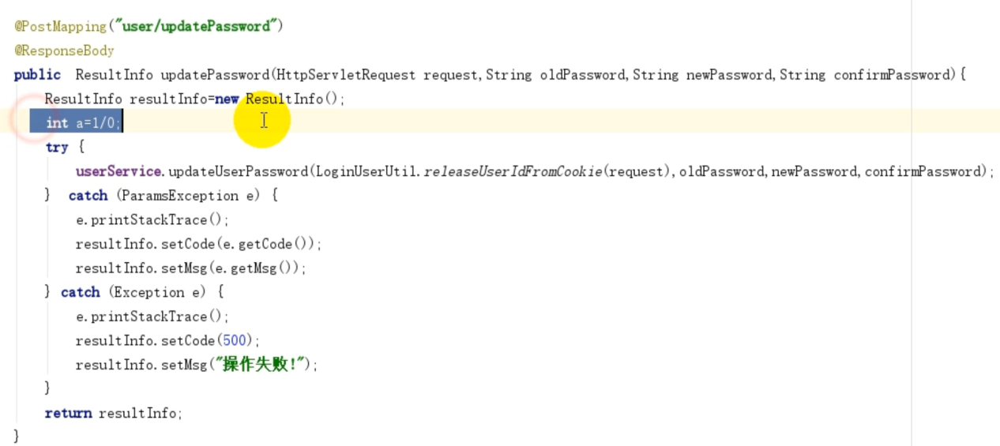 @PostMapping("user/updatePassword")
@ResponseBody
public  ResultInfo updatePassword(HttpServletRequest request,String oldPassword,String newPassword,String confirmPassword){
    ResultInfo resultInfo=new ResultInfo();
    int a=1/0;
    try {
        userService.updateUserPassword(LoginUserUtil.releaseUserIdFromCookie(request),oldPassword,newPassword,confirmPassword);
    }  catch (ParamsException e) {
        e.printStackTrace();
        resultInfo.setCode(e.getCode());
        resultInfo.setMsg(e.getMsg());
    } catch (Exception e) {
        e.printStackTrace();
        resultInfo.setCode(500);
        resultInfo.setMsg("操作失败!");
    }
    return resultInfo;
}